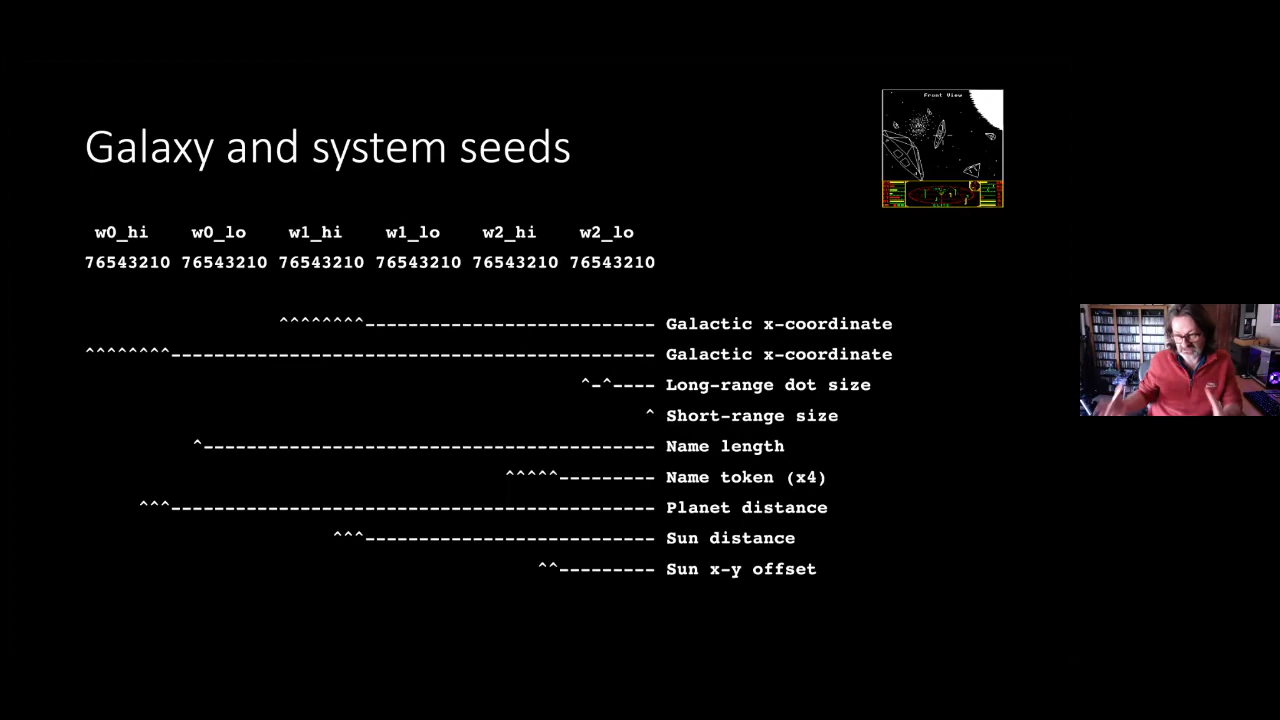 Front View
Galaxy and system seeds
w0_hi w0_lo w1_hi w1_lo w2_hi w2_lo
76543210 76543210 76543210 76543210 76543210 76543210
^^^^^^^^--------------------------- Galactic x-coordinate
^^^^^^^^--------------------------------------------- Galactic x-coordinate
^-^---- Long-range dot size
^ Short-range size
^------------------------------------------ Name length
^^^^^--------- Name token (x4)
^^^--------------------------------------------- Planet distance
^^^--------------------------- Sun distance
^^--------- Sun x-y offset